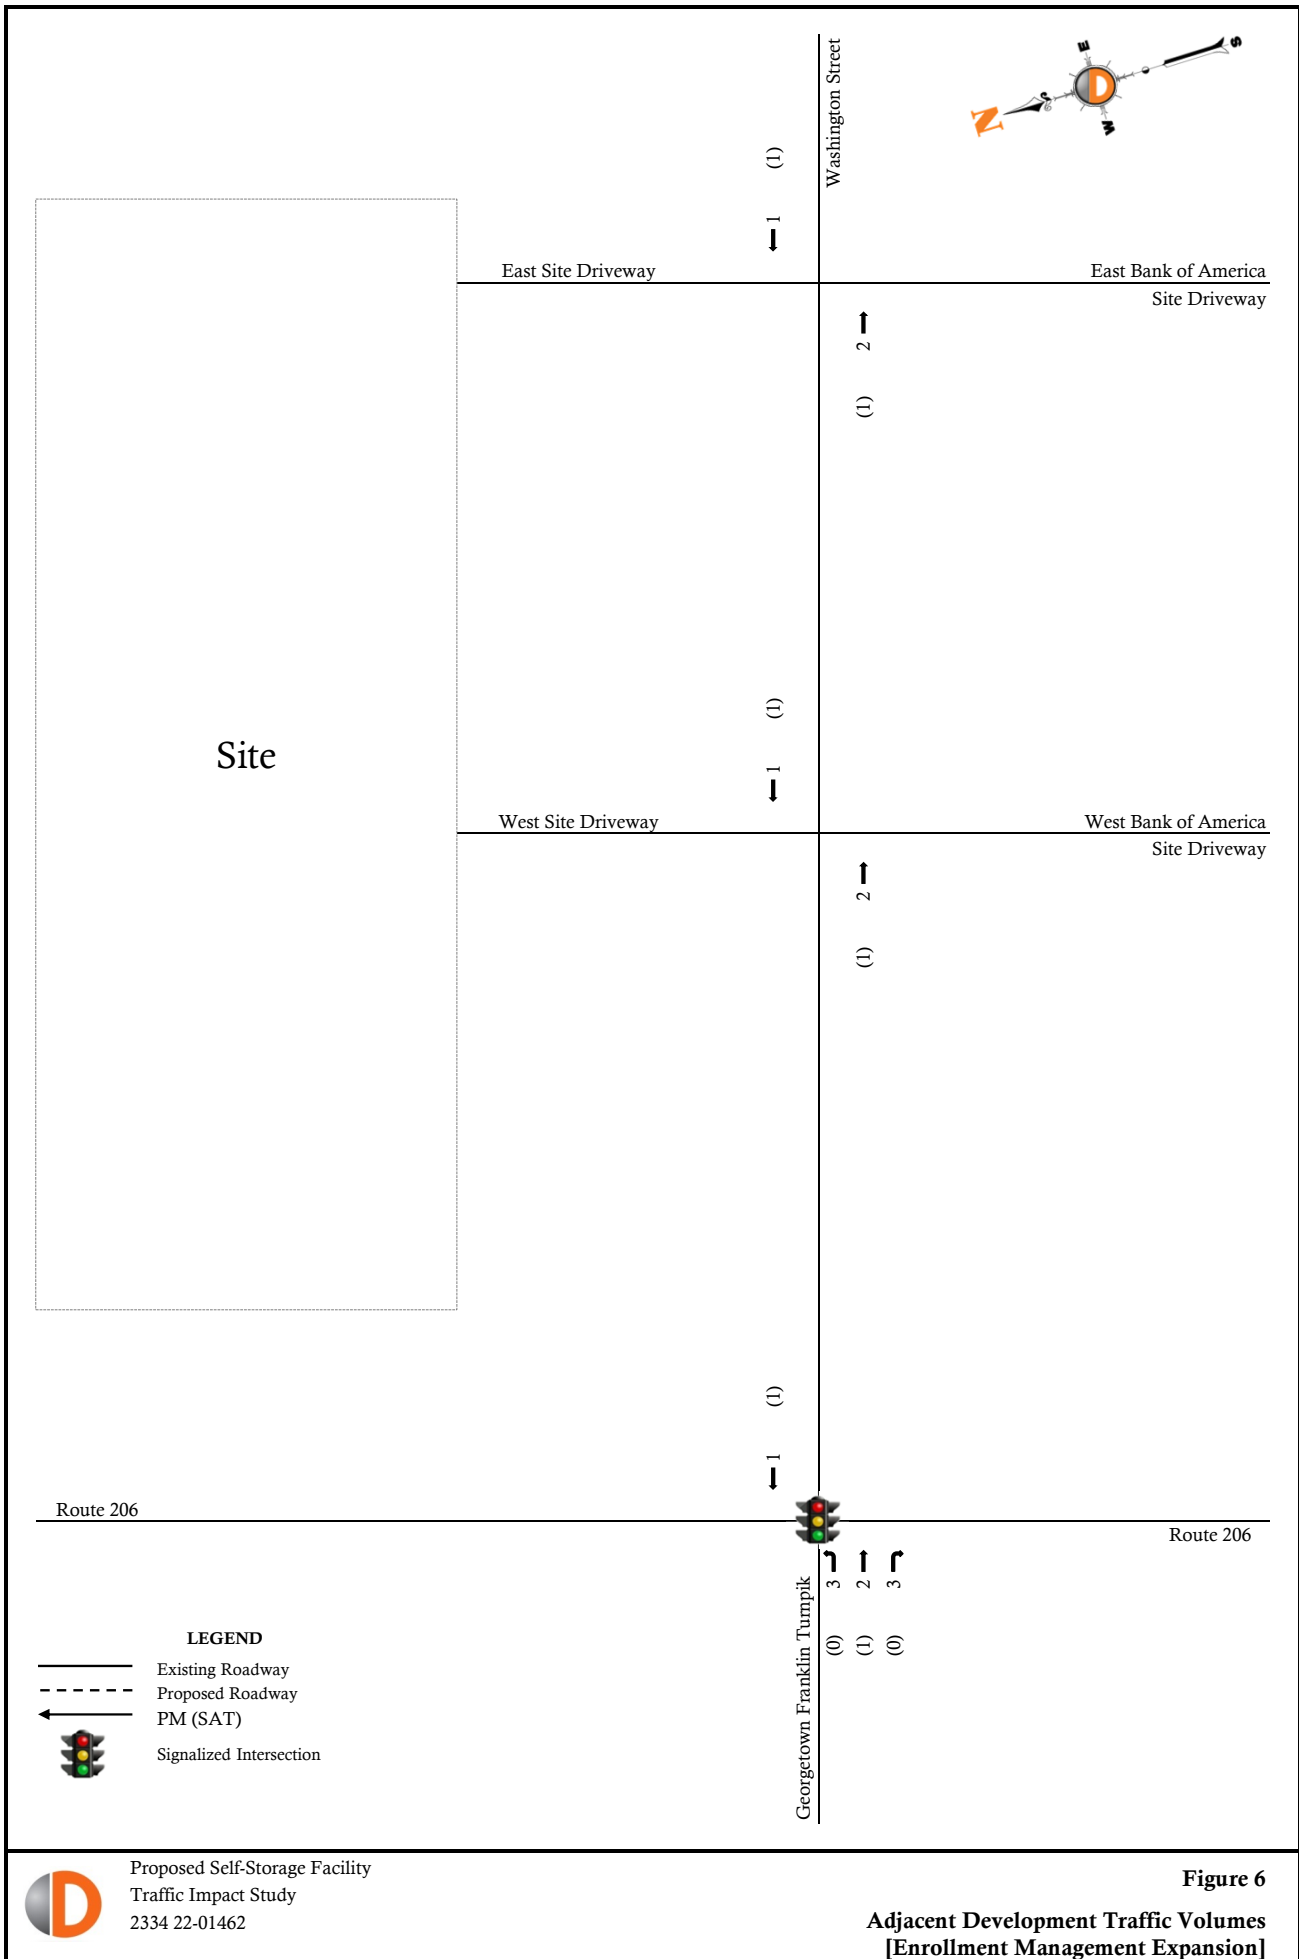 Washington Street
N
E
W
S
D
(1)
1
East Site Driveway
East Bank of America
Site Driveway
2
(1)
Site
(1)
1
West Site Driveway
West Bank of America
Site Driveway
2
(1)
(1)
1
Route 206
Route 206
3 2 3
(0) (1) (0)
Georgetown Franklin Turnpik
LEGEND
Existing Roadway
Proposed Roadway
PM (SAT)
Signalized Intersection
D
Proposed Self-Storage Facility
Traffic Impact Study
2334 22-01462
Figure 6
Adjacent Development Traffic Volumes
[Enrollment Management Expansion]